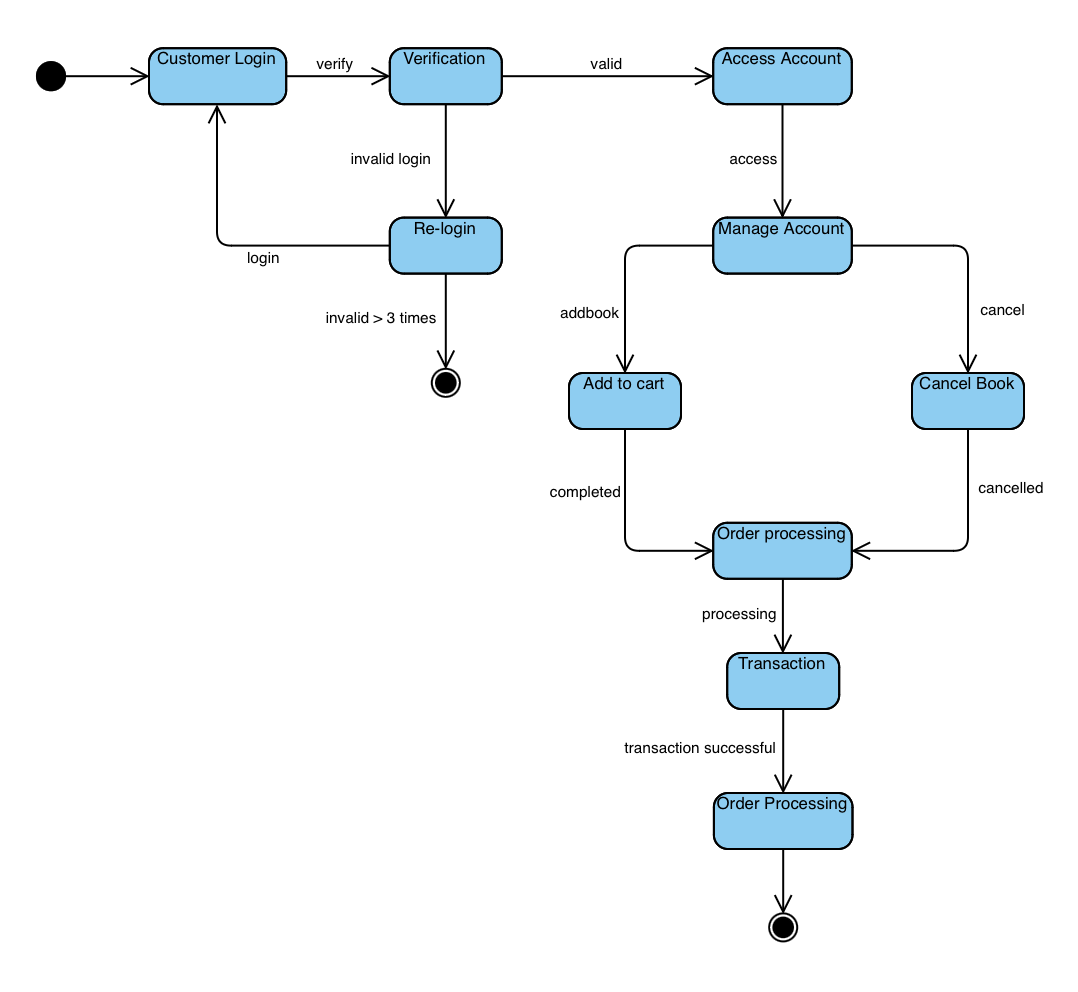 Customer Login
verify
Verification
valid
Access Account
invalid login
access
Re-login
Manage Account
login
invalid > 3 times
addbook
cancel
Add to cart
Cancel Book
completed
cancelled
Order processing
processing
Transaction
transaction successful
Order Processing